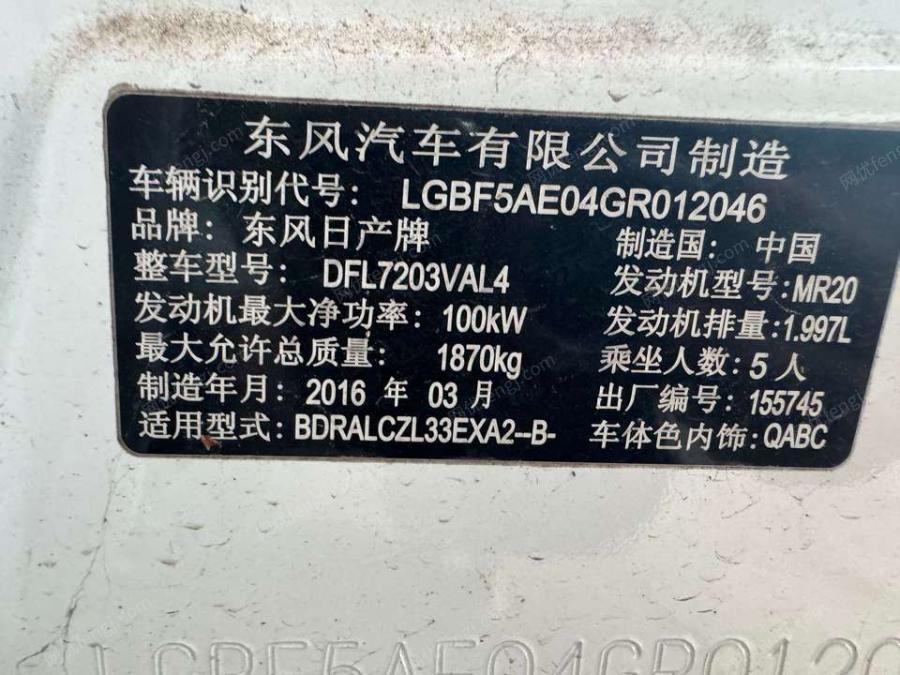 东风汽车有限公司制造
车辆识别代号: LGBF5AE04GR012046
品牌: 东风日产牌 制造国: 中国
整车型号: DFL7203VAL4 发动机型号:MR20
发动机最大净功率: 100kW 发动机排量:1.997L
最大允许总质量: 1870kg 乘坐人数: 5人
制造年月: 2016 年 03 月 出厂编号: 155745
适用型式: BDRALCZL33EXA2--B- 车体色内饰: QABC
LGBF5AE04GR0120